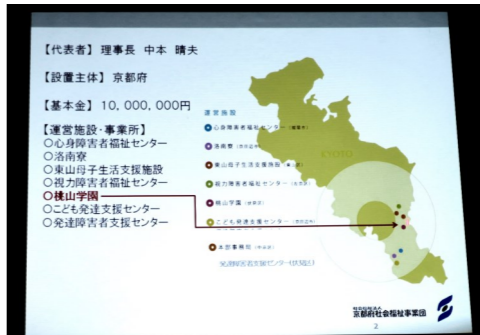 【代表者】 理事長 中本 晴夫
【設置主体】 京都府
【基本金】 10,000,000円
【運営施設・事業所】
○心身障害者福祉センター
○洛南寮
○東山母子生活支援施設
○視力障害者福祉センター
○桃山学園
○こども発達支援センター
○発達障害者支援センター
運営施設
心身障害者福祉センター
洛南寮
東山母子生活支援施設
視力障害者福祉センター
桃山学園
こども発達支援センター
本部事務局
KYOTO
社会福祉法人
京都府社会福祉事業団
2